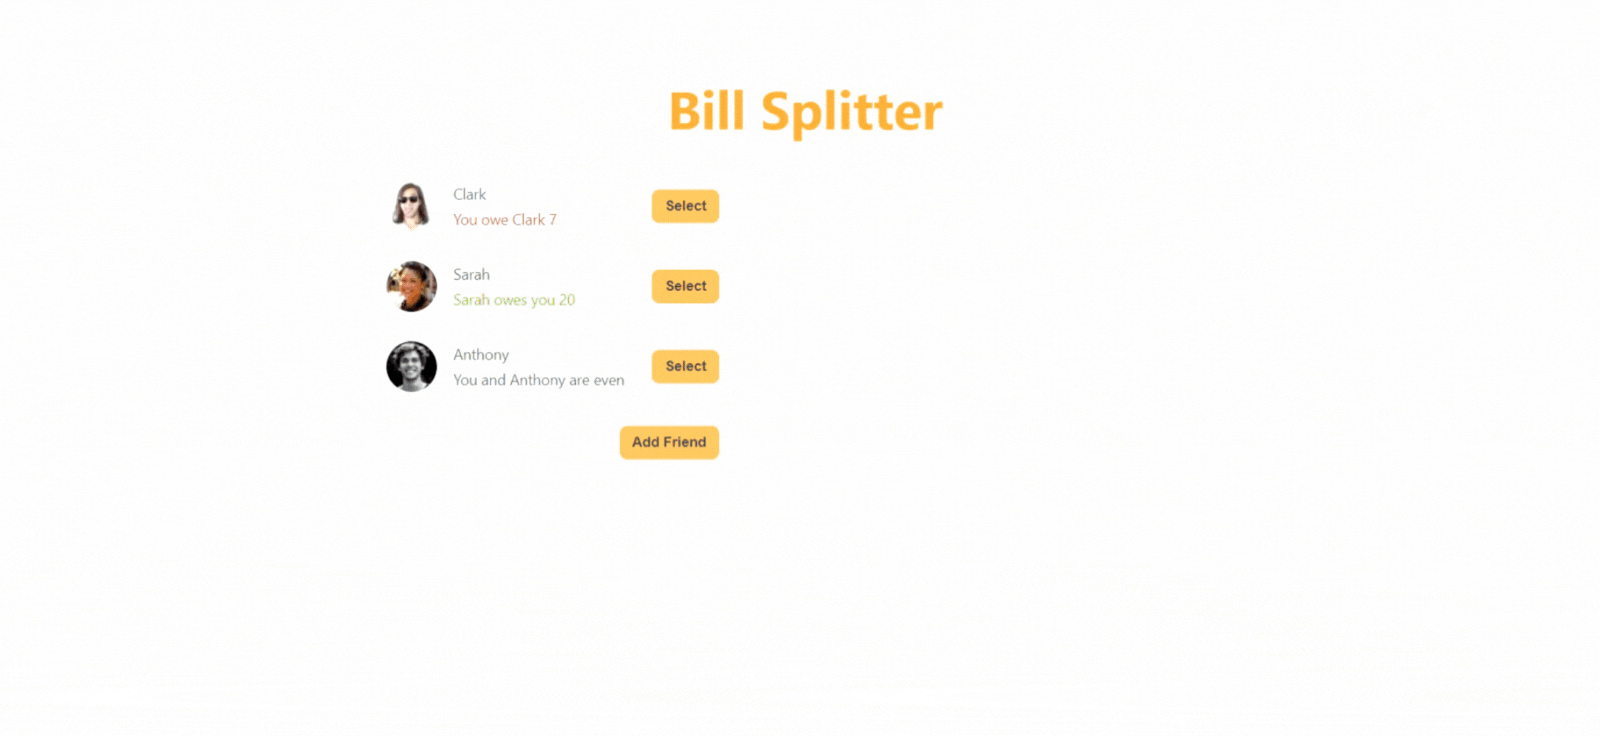 Bill Splitter
Clark
You owe Clark 7
Select
Sarah
Sarah owes you 20
Select
Anthony
You and Anthony are even
Select
Add Friend